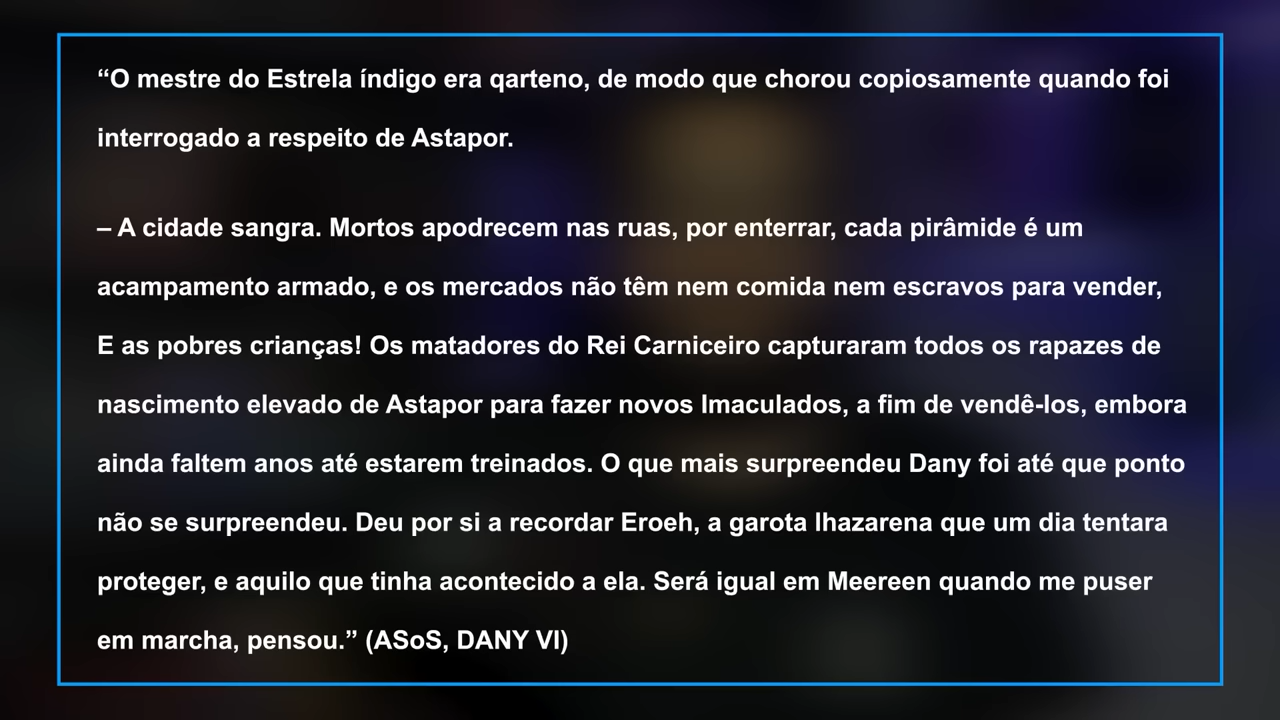 “O mestre do Estrela índigo era qarteno, de modo que chorou copiosamente quando foi
interrogado a respeito de Astapor.
– A cidade sangra. Mortos apodrecem nas ruas, por enterrar, cada pirâmide é um
acampamento armado, e os mercados não têm nem comida nem escravos para vender,
E as pobres crianças! Os matadores do Rei Carniceiro capturaram todos os rapazes de
nascimento elevado de Astapor para fazer novos Imaculados, a fim de vendê-los, embora
ainda faltem anos até estarem treinados. O que mais surpreendeu Dany foi até que ponto
não se surpreendeu. Deu por si a recordar Eroeh, a garota lhazarena que um dia tentara
proteger, e aquilo que tinha acontecido a ela. Será igual em Meereen quando me puser
em marcha, pensou.” (ASoS, DANY VI)